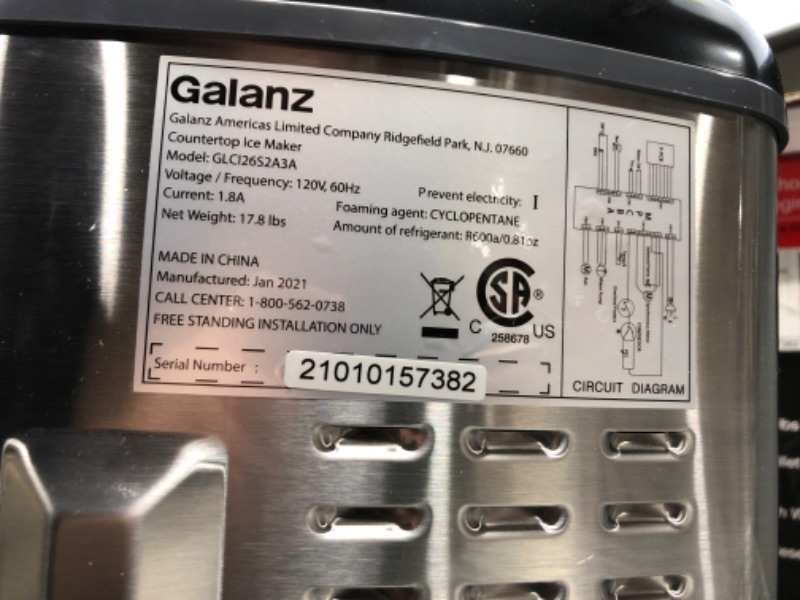 Galanz
Galanz Americas Limited Company Ridgefield Park, N.J. 07660
Countertop Ice Maker
Model: GLCI26S2A3A
Voltage / Frequency: 120V, 60Hz
Current: 1.8A
Net Weight: 17.8 lbs
Prevent electricity: I
Foaming agent: CYCLOPENTANE
Amount of refrigerant: R600a/0.81oz
MADE IN CHINA
Manufactured: Jan 2021
CALL CENTER: 1-800-562-0738
FREE STANDING INSTALLATION ONLY
SA
®
C US
258678
Serial Number : 21010157382
CIRCUIT DIAGRAM